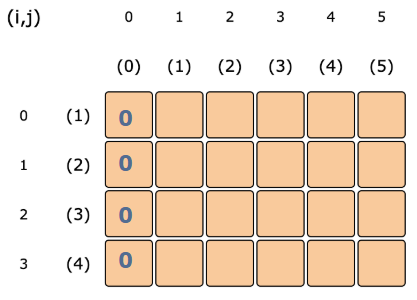 (i,j) 0 1 2 3 4 5
(0) (1) (2) (3) (4) (5)
0 (1) 0
1 (2) 0
2 (3) 0
3 (4) 0